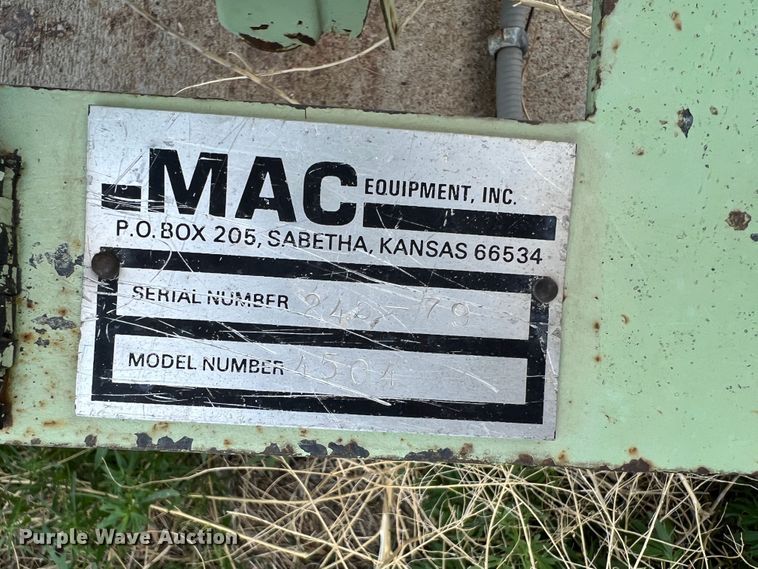 MAC EQUIPMENT, INC.
P.O. BOX 205, SABETHA, KANSAS 66534
SERIAL NUMBER
MODEL NUMBER 4504
Purple Wave Auction